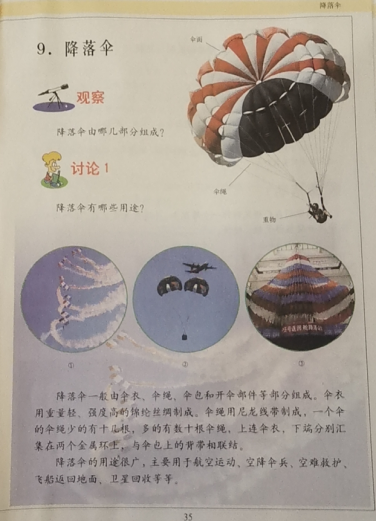 降落伞
9. 降落伞
伞面
观察
降落伞由哪几部分组成?
讨论1
伞绳
降落伞有哪些用途?
重物
① ② ③
降落伞一般由伞衣、伞绳、伞包和开伞部件等部分组成。伞衣
用重量轻、强度高的锦纶丝绸制成。伞绳用尼龙线带制成,一个伞
的伞绳少的有十几根,多的有数十根伞绳,上连伞衣,下端分别汇
集在两个金属环上,与伞包上的背带相联结。
降落伞的用途很广,主要用于航空运动、空降伞兵、空难救护、
飞船返回地面、卫星回收等等。
35